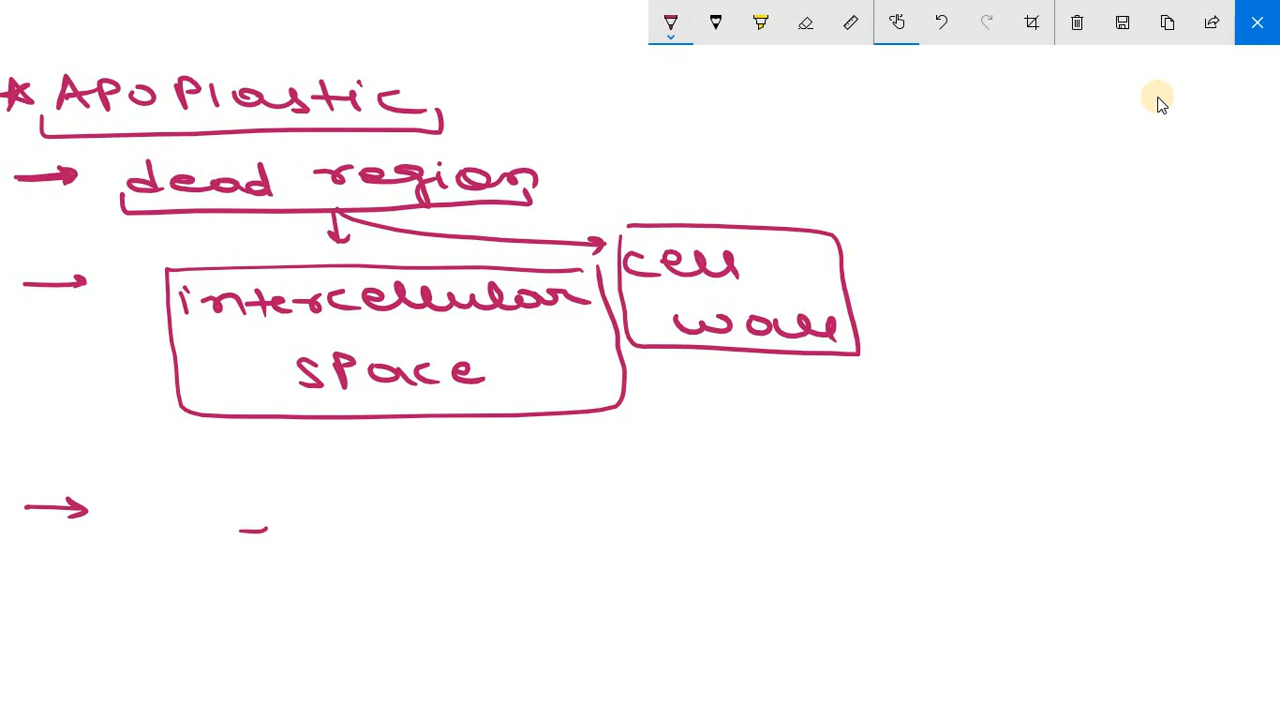 * APOPlastic
→ dead region
cell
wall
→ intercellular
space
→ -